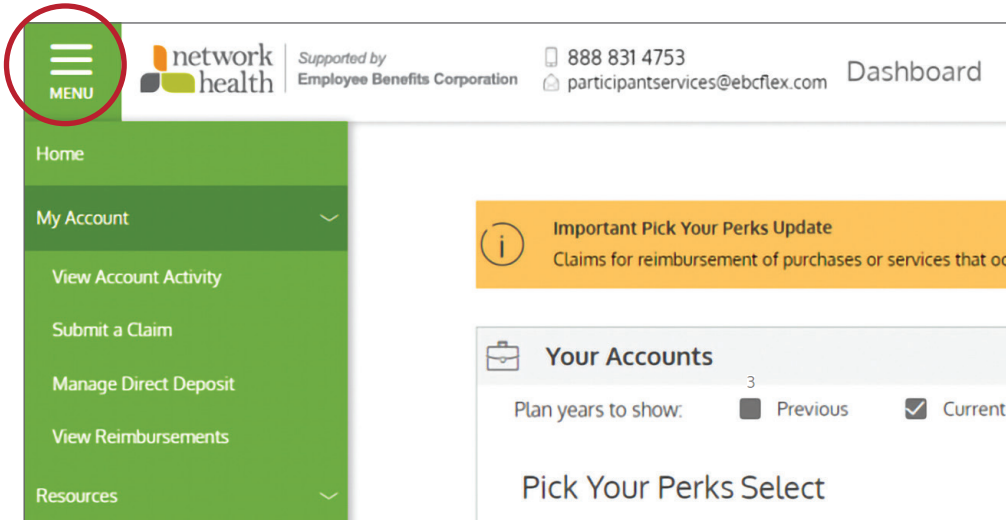 MENU
network
health
Supported by
Employee Benefits Corporation
888 831 4753
participantservices@ebcflex.com
Dashboard
Home
My Account
View Account Activity
Submit a Claim
Manage Direct Deposit
View Reimbursements
Resources
i
Important Pick Your Perks Update
Claims for reimbursement of purchases or services that oc
Your Accounts
3
Plan years to show: Previous Current
Pick Your Perks Select